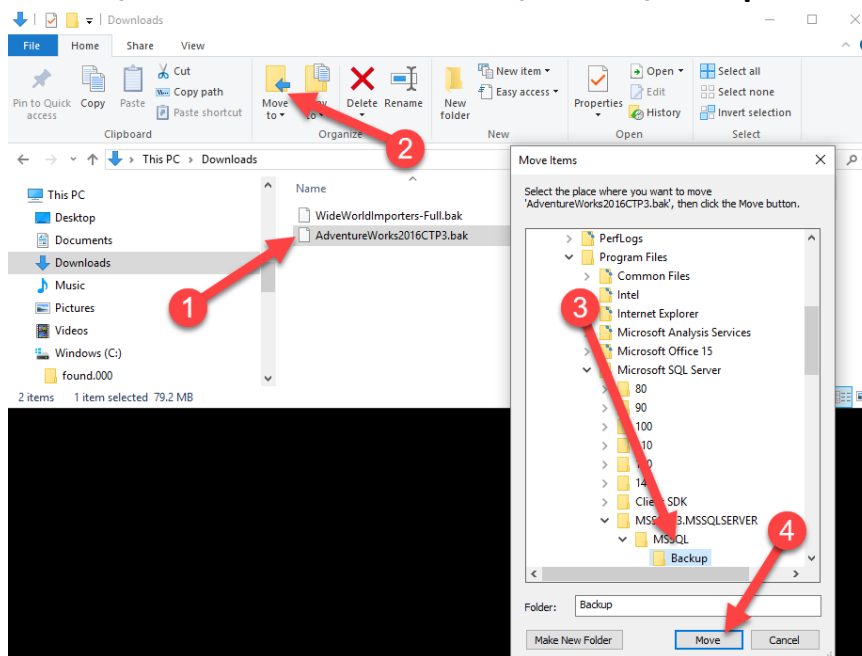 Downloads
File Home Share View
Pin to Quick access
Copy
Paste
Cut
Copy path
Paste shortcut
Clipboard
Move to
to
Delete
Rename
Organize
New folder
New item
Easy access
New
Properties
Open
Edit
History
Open
Select all
Select none
Invert selection
Select
2
This PC > Downloads
This PC
Desktop
Documents
Downloads
Music
Pictures
Videos
Windows (C:)
found.000
Name
WideWorldImporters-Full.bak
AdventureWorks2016CTP3.bak
1
2 items 1 item selected 79.2 MB
Move Items
Select the place where you want to move
'AdventureWorks2016CTP3.bak', then click the Move button.
PerfLogs
Program Files
Common Files
Intel
3
Internet Explorer
Microsoft Analysis Services
Microsoft Office 15
Microsoft SQL Server
80
90
100
Client SDK
MSSQLSERVER
4
MSSQL
Backup
Folder: Backup
Make New Folder Move Cancel